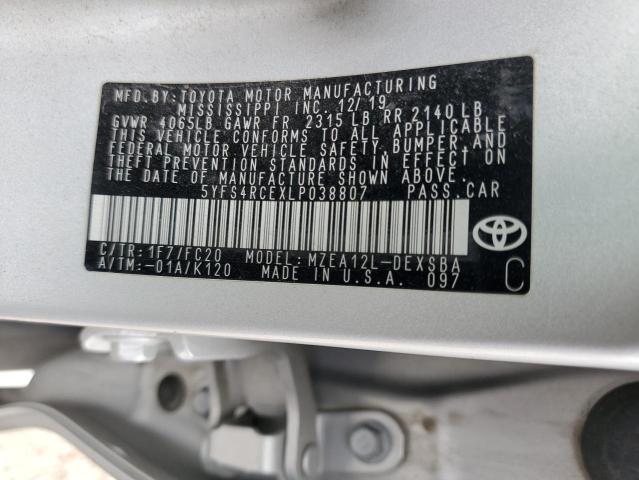 MFD.BY:TOYOTA MOTOR MANUFACTURING
MISSISSIPPI INC. 12/19
GVWR 4065LB GAWR FR 2315 LB RR 2140 LB
THIS VEHICLE CONFORMS TO ALL APPLICABLE
FEDERAL MOTOR VEHICLE SAFETY, BUMPER, AND
THEFT PREVENTION STANDARDS IN EFFECT ON
THE DATE OF MANUFACTURE SHOWN ABOVE.
5YFS4RCEXLP038807 PASS.CAR
C/TR:1F7/FC20 MODEL:MZEA12L-DEXSBA
A/TM:-01A/K120 MADE IN U.S.A. 097
C